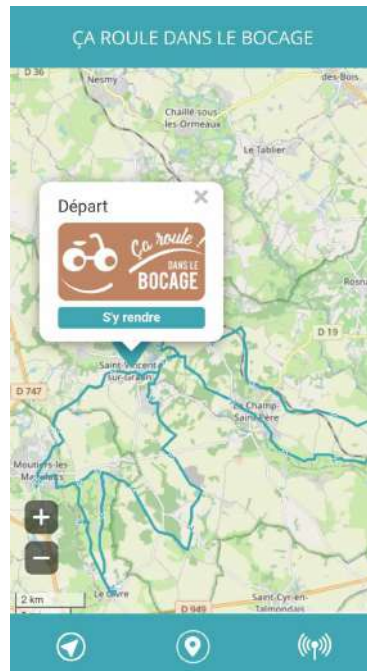 ÇA ROULE DANS LE BOCAGE
D 36
Nesmy
des-Bois
Chaillé-sous-
les-Ormeaux
Le Tablier
Départ
×
Ça roule !
DANS LE
BOCAGE
S'y rendre
D 19
Saint-Vincent-
sur-Graon
D 747
Champ-
Saint-Père
Moutiers-les-
+
−
Le Givre
2 km
D 949
Saint-Cyr-en-
Talmondais